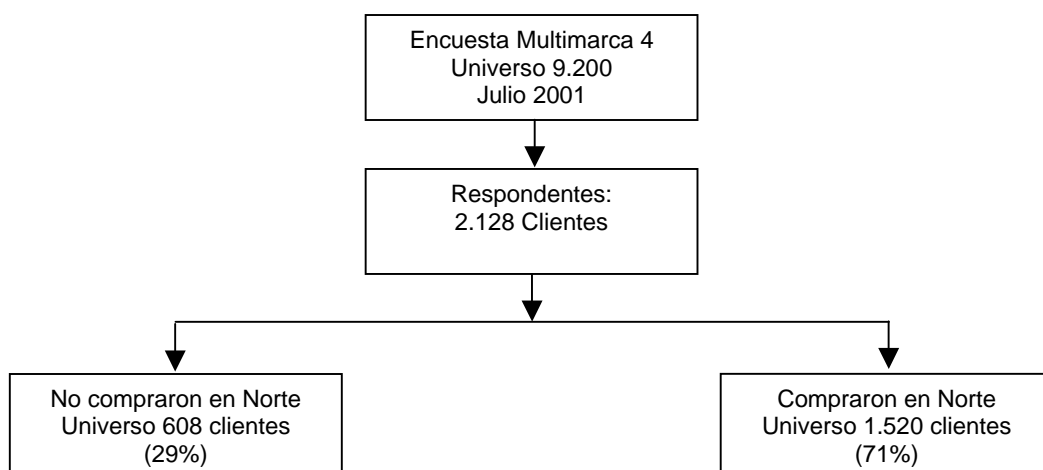 Encuesta Multimarca 4
Universo 9.200
Julio 2001
Respondentes:
2.128 Clientes
No compraron en Norte
Universo 608 clientes
(29%)
Compraron en Norte
Universo 1.520 clientes
(71%)